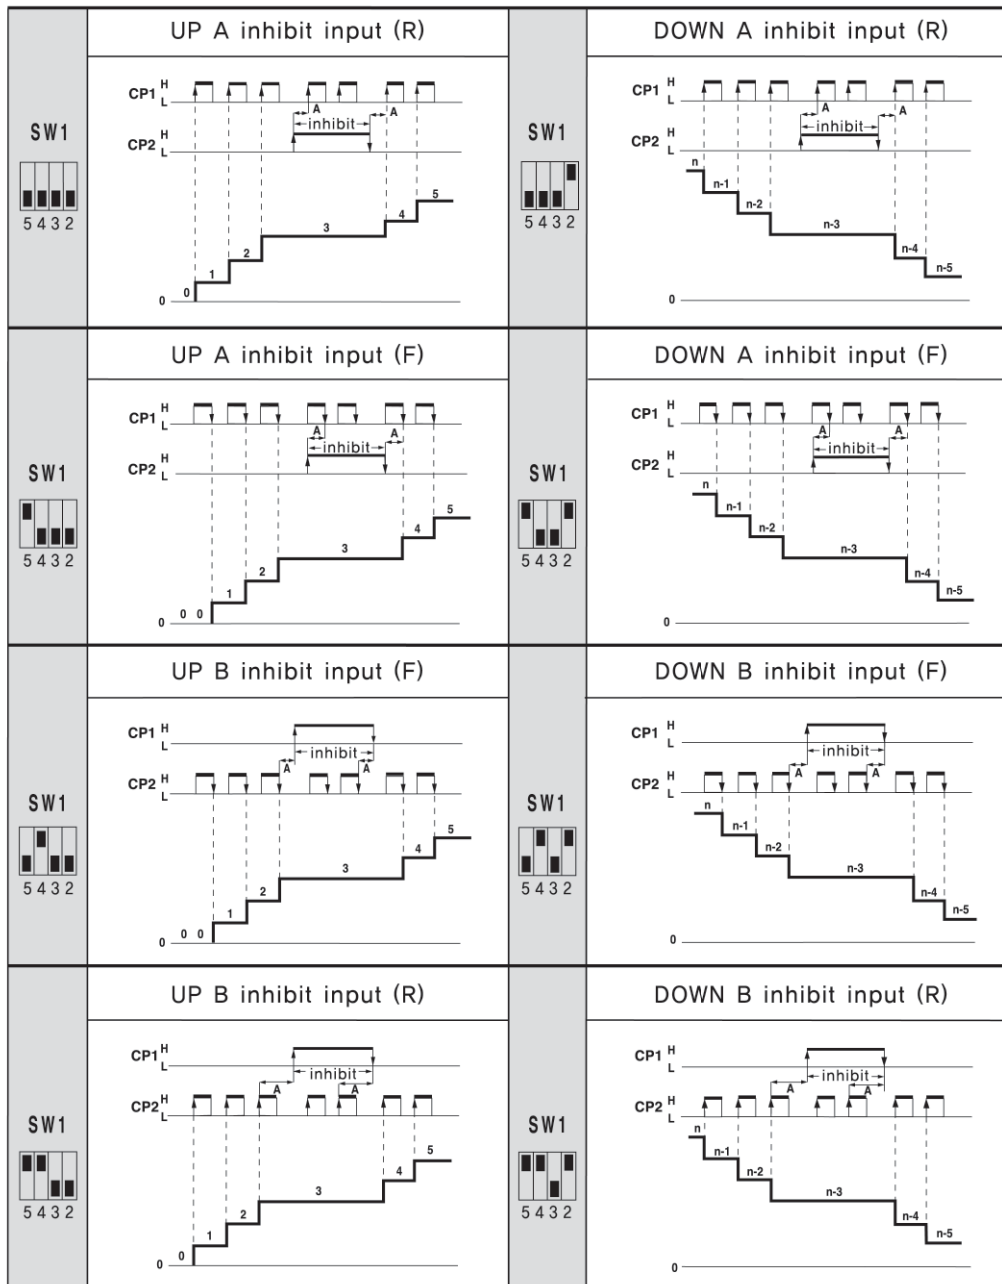 UP A inhibit input (R)
DOWN A inhibit input (R)
SW1
5 4 3 2
CP1 H
L
A
A
inhibit
CP2 H
L
0
0
1
2
3
4
5
SW1
5 4 3 2
CP1 H
L
A
A
inhibit
CP2 H
L
n
n-1
n-2
n-3
n-4
n-5
0
UP A inhibit input (F)
DOWN A inhibit input (F)
SW1
5 4 3 2
CP1 H
L
A
A
inhibit
CP2 H
L
0
0 0
1
2
3
4
5
SW1
5 4 3 2
CP1 H
L
A
A
inhibit
CP2 H
L
n
n-1
n-2
n-3
n-4
n-5
0
UP B inhibit input (F)
DOWN B inhibit input (F)
SW1
5 4 3 2
CP1 H
L
inhibit
A
A
CP2 H
L
0
0 0
1
2
3
4
5
SW1
5 4 3 2
CP1 H
L
inhibit
A
A
CP2 H
L
n
n-1
n-2
n-3
n-4
n-5
0
UP B inhibit input (R)
DOWN B inhibit input (R)
SW1
5 4 3 2
CP1 H
L
inhibit
A
A
CP2 H
L
0
0
1
2
3
4
5
SW1
5 4 3 2
CP1 H
L
inhibit
A
A
CP2 H
L
n
n-1
n-2
n-3
n-4
n-5
0